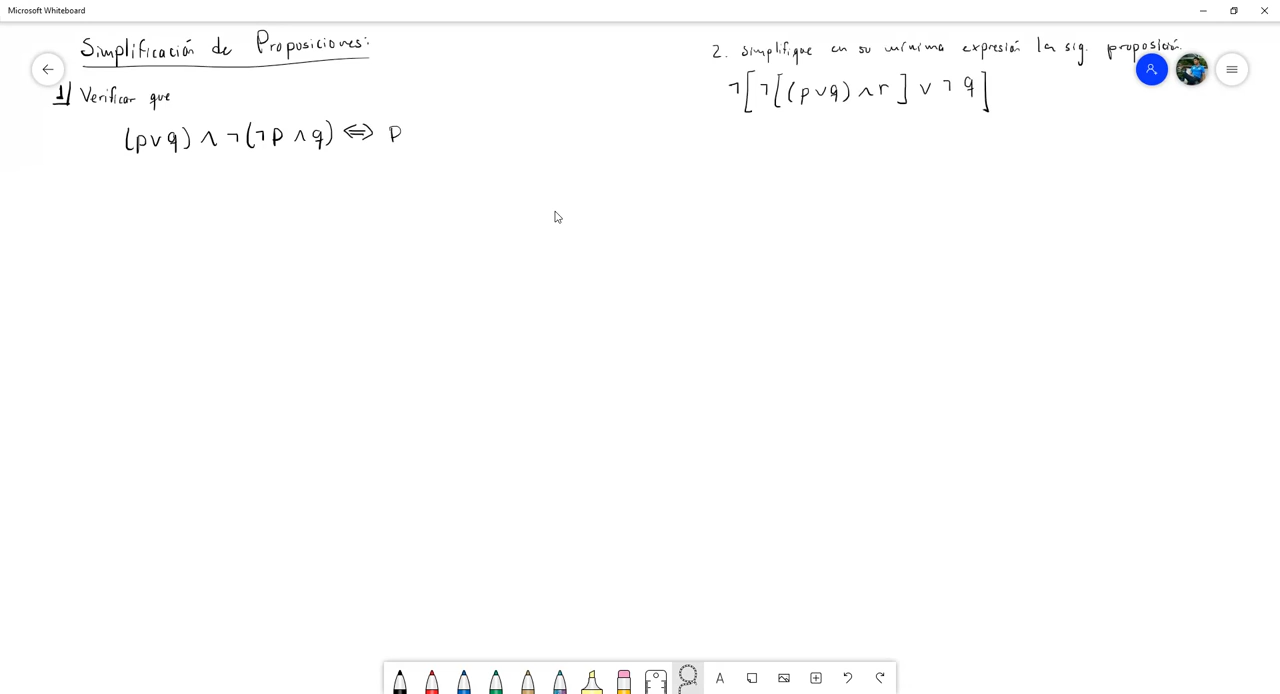 Microsoft Whiteboard
Simplificación de Proposiciones:
1) Verificar que
(p∨q) ∧ ¬(¬p ∧ q) ⟺ p
2. Simplifique en su mínima expresión la sig. proposición.
¬[¬[(p∨q) ∧ r] ∨ ¬q]
A